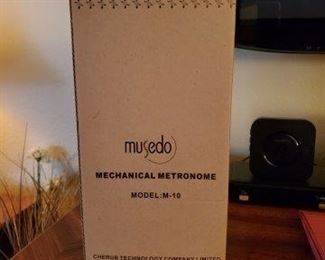 musedo
MECHANICAL METRONOME
MODEL:M-10
CHERUB TECHNOLOGY COMPANY LIMITED